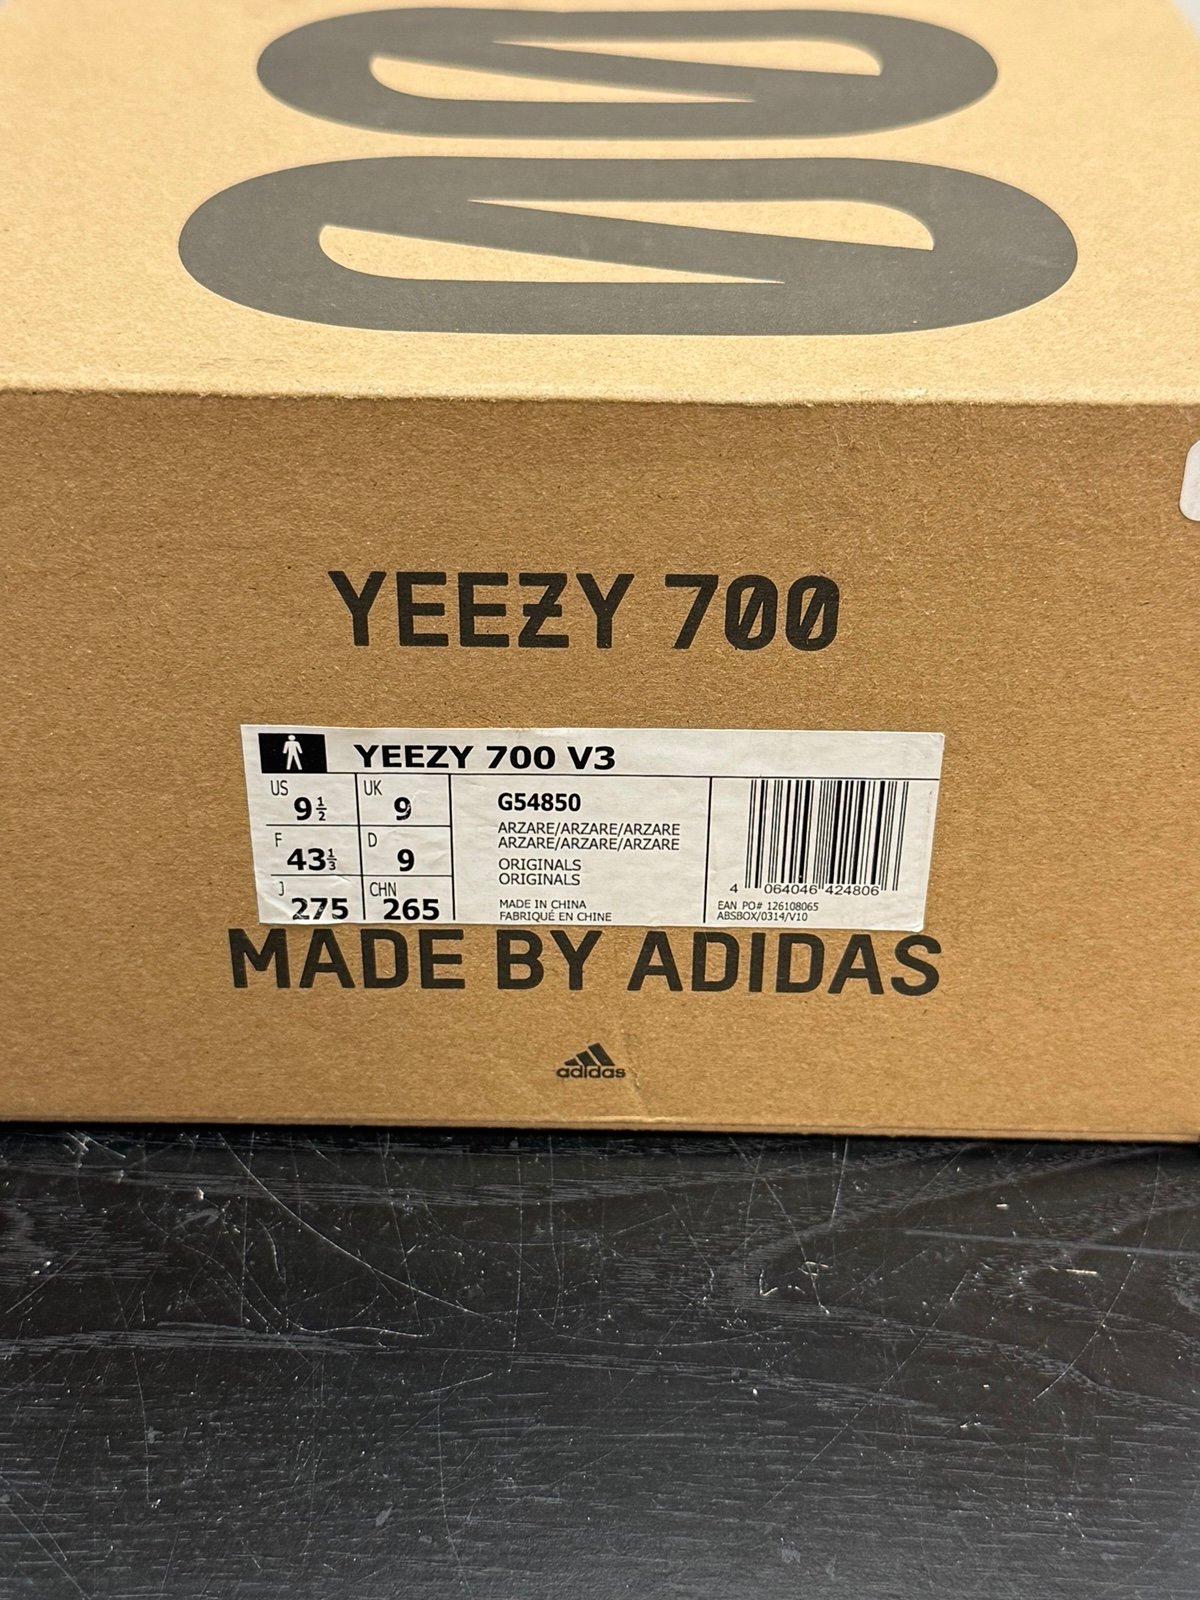 00
YEEZY 700
YEEZY 700 V3
US 9½ UK 9
F 43⅓ D 9
J 275 CHN 265
G54850
ARZARE/ARZARE/ARZARE
ARZARE/ARZARE/ARZARE
ORIGINALS
ORIGINALS
MADE IN CHINA
FABRIQUÉ EN CHINE
4 064046 424806
EAN PO# 126108065
ABSBOX/0314/V10
MADE BY ADIDAS
adidas